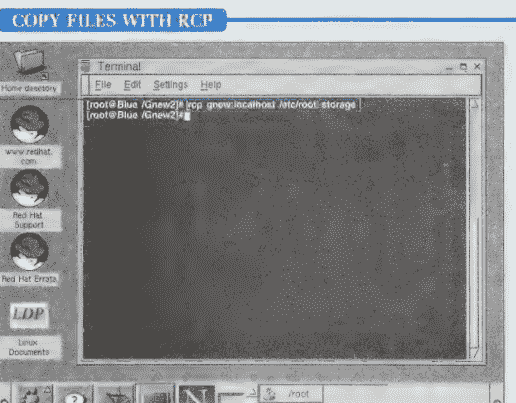 COPY FILES WITH RCP
Home directory
Terminal
File Edit Settings Help
[root@Blue /Gnew2]# rcp gnew:localhost /etc/root storage
[root@Blue /Gnew2]#
www.redhat.
com
Red Hat
Support
Red Hat Errata
LDP
Linux
Documents
?
N
/root